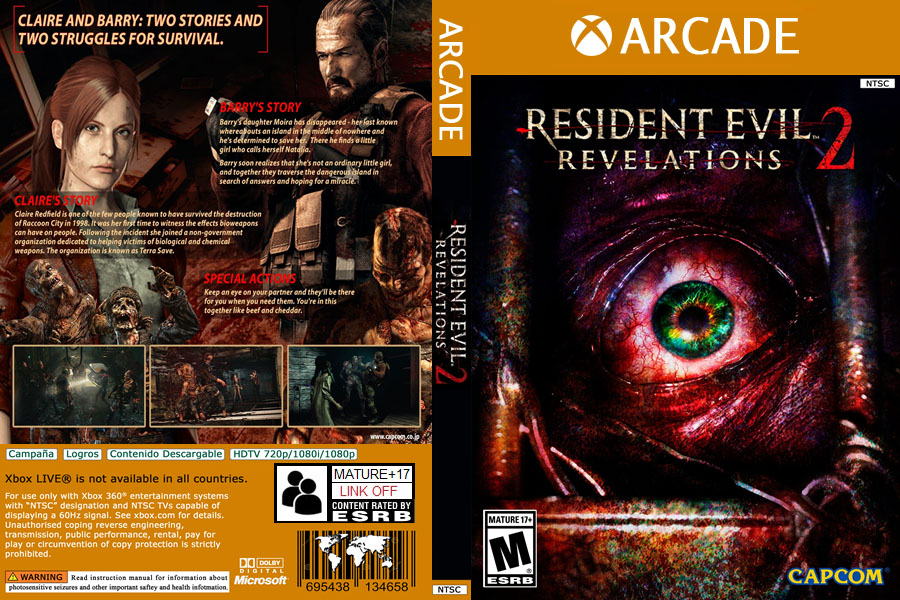 CLAIRE AND BARRY: TWO STORIES AND
TWO STRUGGLES FOR SURVIVAL.
BARRY'S STORY
Barry's daughter Moira has disappeared - her last known
whereabouts an island in the middle of nowhere and
he's determined to save her. There he finds a little
girl who calls herself Natalia.
Barry soon realizes that she's not an ordinary little girl,
and together they traverse the dangerous island in
search of answers and hoping for a miracle.
CLAIRE'S STORY
Claire Redfield is one of the few people known to have survived the destruction
of Raccoon City in 1998. It was her first time to witness the effects bioweapons
can have on people. Following the incident she joined a non-government
organization dedicated to helping victims of biological and chemical
weapons. The organization is known as Terra Save.
SPECIAL ACTIONS
Keep an eye on your partner and they'll be there
for you when you need them. You're in this
together like beef and cheddar.
www.capcom.co.jp
Campaña Logros Contenido Descargable HDTV 720p/1080i/1080p
Xbox LIVE® is not available in all countries.
For use only with Xbox 360® entertainment systems
with "NTSC" designation and NTSC TVs capable of
displaying a 60Hz signal. See xbox.com for details.
Unauthorised coping reverse engineering,
transmission, public performance, rental, pay for
play or circumvention of copy protection is strictly
prohibited.
MATURE+17
LINK OFF
CONTENT RATED BY
ESRB
WARNING Read instruction manual for information about
photosensitive seizures and other important saftey and health infotmation.
DOLBY
DIGITAL
Microsoft®
695438 134658
ARCADE
RESIDENT EVIL
REVELATIONS 2
NTSC
ARCADE
NTSC
RESIDENT EVIL™
REVELATIONS 2
MATURE 17+
M
®
ESRB
CAPCOM®